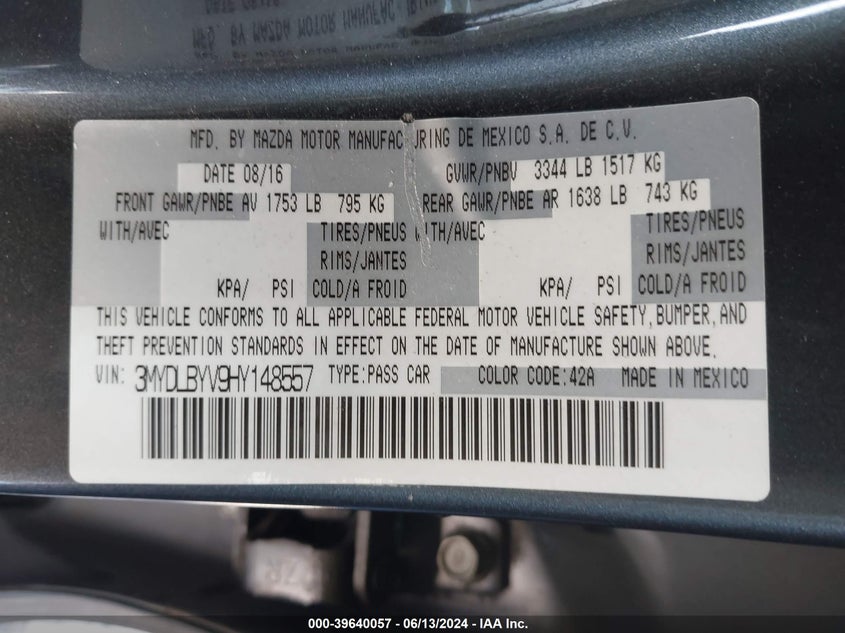 MFD. BY MAZDA MOTOR MANUFAC URING DE MEXICO S.A. DE C.V.
DATE 08/16 GVWR/PNBV 3344 LB 1517 KG
FRONT GAWR/PNBE AV 1753 LB 795 KG REAR GAWR/PNBE AR 1638 LB 743 KG
WITH/AVEC TIRES/PNEUS WITH/AVEC TIRES/PNEUS
RIMS/JANTES RIMS/JANTES
KPA/ PSI COLD/A FROID KPA/ PSI COLD/A FROID
THIS VEHICLE CONFORMS TO ALL APPLICABLE FEDERAL MOTOR VEHICLE SAFETY, BUMPER, AND
THEFT PREVENTION STANDARDS IN EFFECT ON THE DATE OF MANUFACTURE SHOWN ABOVE.
VIN: 3MYDLBYV9HY148557 TYPE:PASS CAR COLOR CODE:42A MADE IN MEXICO
000-39640057 - 06/13/2024 - IAA Inc.